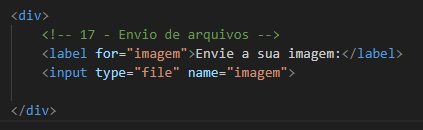 <div>
<!-- 17 - Envio de arquivos -->
<label for="imagem">Envie a sua imagem:</label>
<input type="file" name="imagem">
</div>